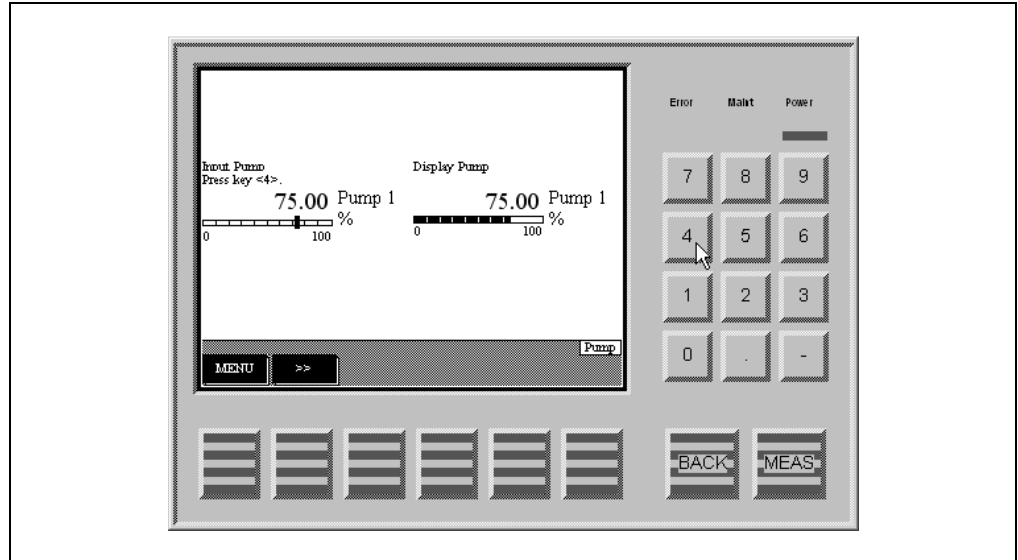 Error Maint Power
Input Pump
Press key <4>.
75.00 Pump 1
%
0 100
Display Pump
75.00 Pump 1
%
0 100
Pump
MENU >>
7 8 9
4 5 6
1 2 3
0 . -
BACK MEAS